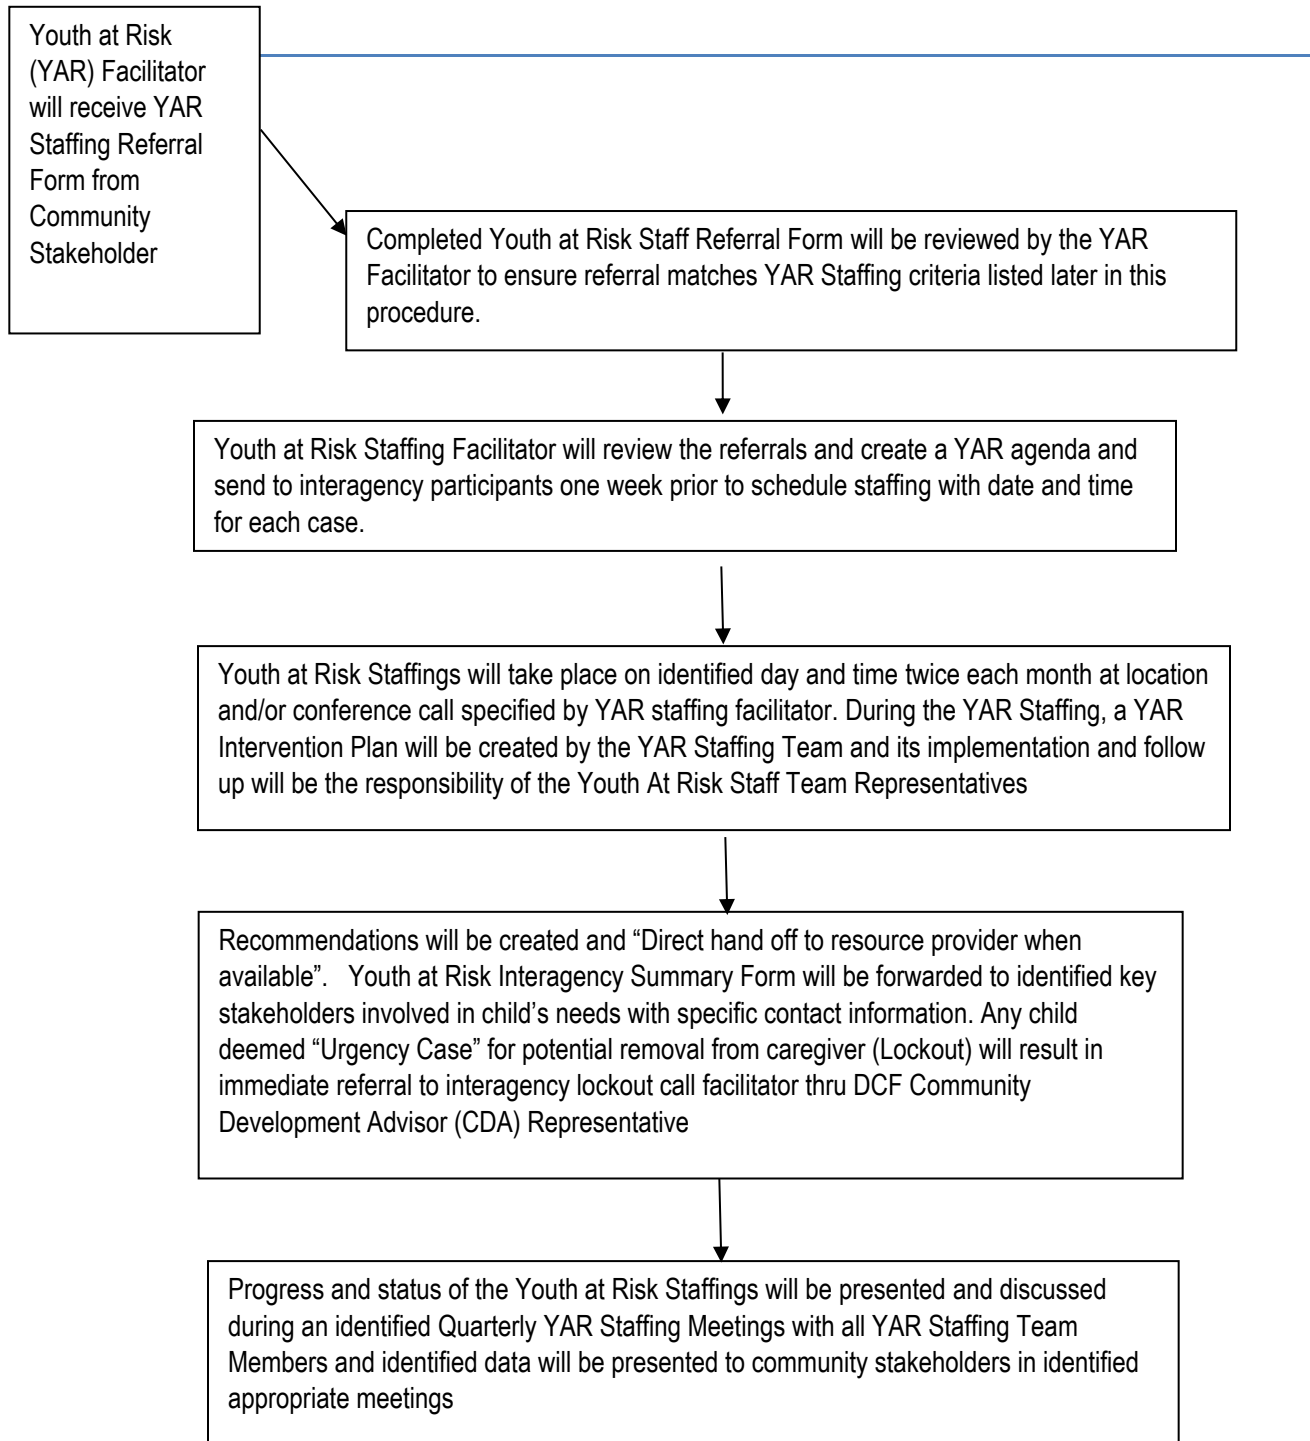 Youth at Risk
(YAR) Facilitator
will receive YAR
Staffing Referral
Form from
Community
Stakeholder
Completed Youth at Risk Staff Referral Form will be reviewed by the YAR
Facilitator to ensure referral matches YAR Staffing criteria listed later in this
procedure.
Youth at Risk Staffing Facilitator will review the referrals and create a YAR agenda and
send to interagency participants one week prior to schedule staffing with date and time
for each case.
Youth at Risk Staffings will take place on identified day and time twice each month at location
and/or conference call specified by YAR staffing facilitator. During the YAR Staffing, a YAR
Intervention Plan will be created by the YAR Staffing Team and its implementation and follow
up will be the responsibility of the Youth At Risk Staff Team Representatives
Recommendations will be created and “Direct hand off to resource provider when
available”.   Youth at Risk Interagency Summary Form will be forwarded to identified key
stakeholders involved in child’s needs with specific contact information. Any child
deemed “Urgency Case” for potential removal from caregiver (Lockout) will result in
immediate referral to interagency lockout call facilitator thru DCF Community
Development Advisor (CDA) Representative
Progress and status of the Youth at Risk Staffings will be presented and discussed
during an identified Quarterly YAR Staffing Meetings with all YAR Staffing Team
Members and identified data will be presented to community stakeholders in identified
appropriate meetings